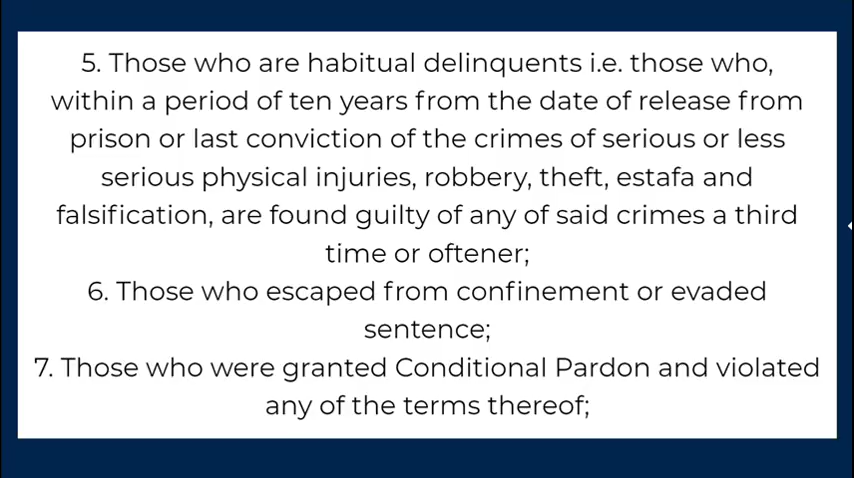 5. Those who are habitual delinquents i.e. those who,
within a period of ten years from the date of release from
prison or last conviction of the crimes of serious or less
serious physical injuries, robbery, theft, estafa and
falsification, are found guilty of any of said crimes a third
time or oftener;
6. Those who escaped from confinement or evaded
sentence;
7. Those who were granted Conditional Pardon and violated
any of the terms thereof;